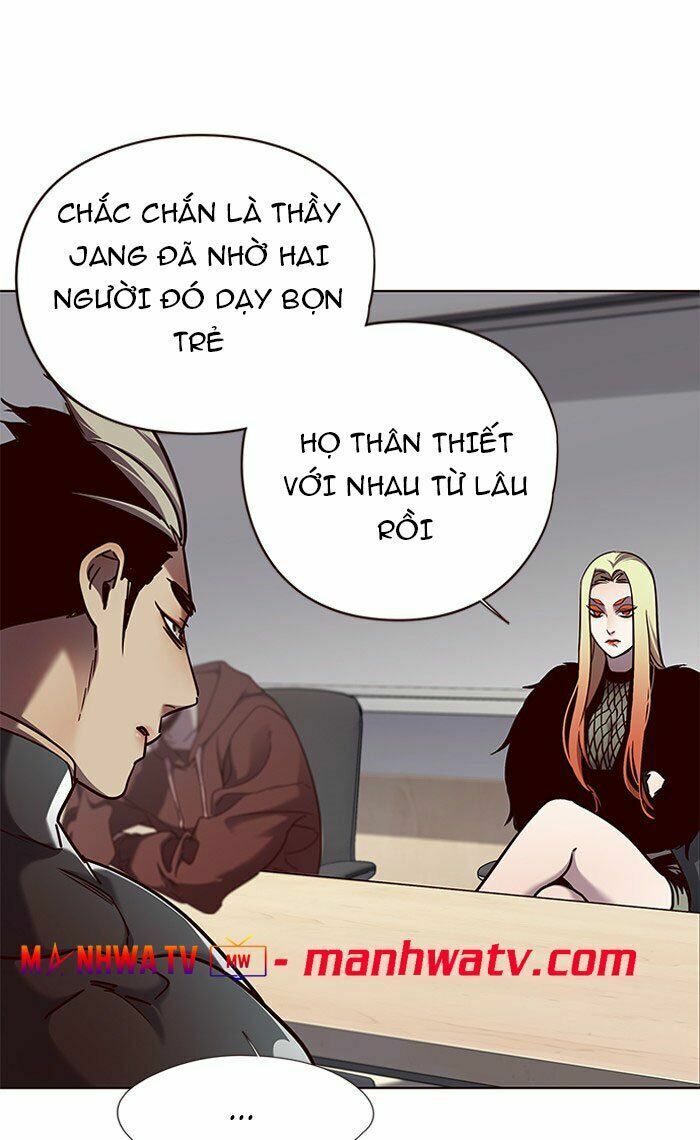 CHẮC CHẮN LÀ THẦY
JANG ĐÃ NHỜ HAI
NGƯỜI ĐÓ DẠY BỌN
TRẺ
HỌ THÂN THIẾT
VỚI NHAU TỪ LÂU
RỒI
MANHWATV MW - manhwatv.com
...